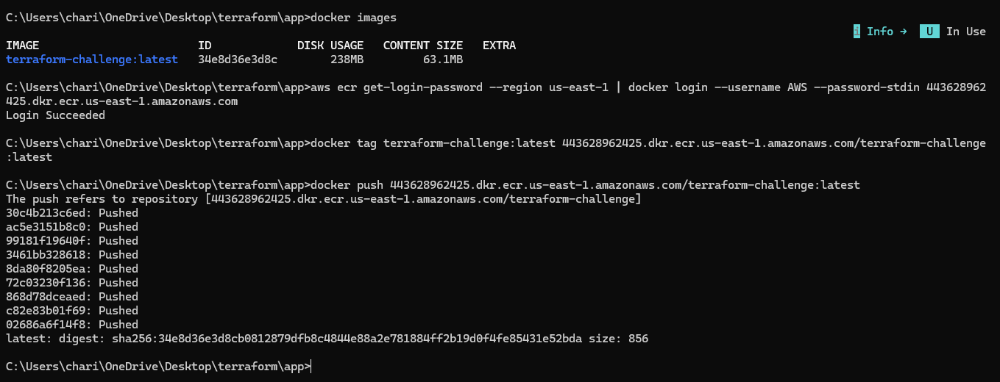 C:\Users\chari\OneDrive\Desktop\terraform\app>docker images
i Info → U In Use
IMAGE ID DISK USAGE CONTENT SIZE EXTRA
terraform-challenge:latest 34e8d36e3d8c 238MB 63.1MB
C:\Users\chari\OneDrive\Desktop\terraform\app>aws ecr get-login-password --region us-east-1 | docker login --username AWS --password-stdin 443628962
425.dkr.ecr.us-east-1.amazonaws.com
Login Succeeded
C:\Users\chari\OneDrive\Desktop\terraform\app>docker tag terraform-challenge:latest 443628962425.dkr.ecr.us-east-1.amazonaws.com/terraform-challenge
:latest
C:\Users\chari\OneDrive\Desktop\terraform\app>docker push 443628962425.dkr.ecr.us-east-1.amazonaws.com/terraform-challenge:latest
The push refers to repository [443628962425.dkr.ecr.us-east-1.amazonaws.com/terraform-challenge]
30c4b213c6ed: Pushed
ac5e3151b8c0: Pushed
99181f19640f: Pushed
3461bb328618: Pushed
8da80f8205ea: Pushed
72c03230f136: Pushed
868d78dceaed: Pushed
c82e83b01f69: Pushed
02686a6f14f8: Pushed
latest: digest: sha256:34e8d36e3d8cb0812879dfb8c4844e88a2e781884ff2b19d0f4fe85431e52bda size: 856
C:\Users\chari\OneDrive\Desktop\terraform\app>